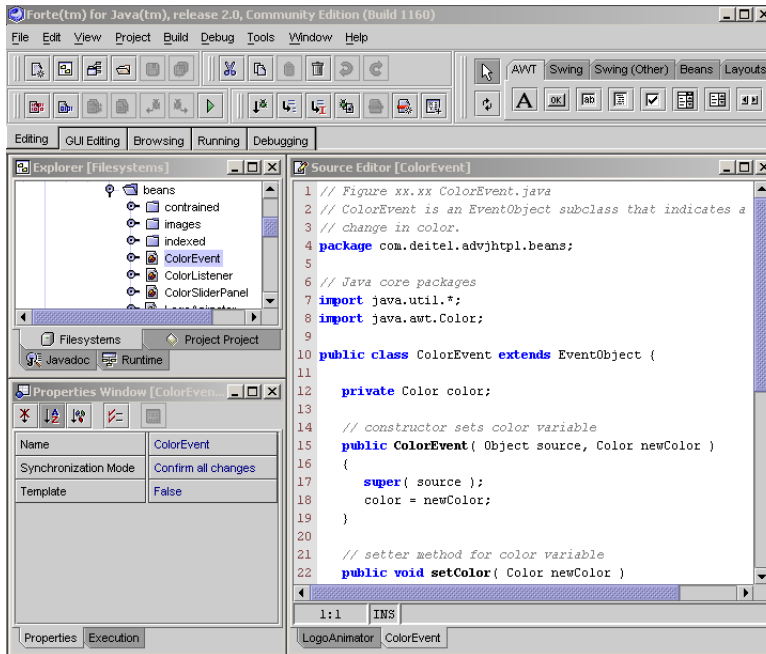 Forte(tm) for Java(tm), release 2.0, Community Edition (Build 1160)
File Edit View Project Build Debug Tools Window Help
AWT Swing Swing (Other) Beans Layouts
A OK ab
Editing GUI Editing Browsing Running Debugging
Explorer [Filesystems]
beans
contrained
images
indexed
ColorEvent
ColorListener
ColorSliderPanel
Filesystems Project Project
Javadoc Runtime
Properties Window [ColorEven...
Name ColorEvent
Synchronization Mode Confirm all changes
Template False
Properties Execution
Source Editor [ColorEvent]
1 // Figure xx.xx ColorEvent.java
2 // ColorEvent is an EventObject subclass that indicates a
3 // change in color.
4 package com.deitel.advjhtp1.beans;
5
6 // Java core packages
7 import java.util.*;
8 import java.awt.Color;
9
10 public class ColorEvent extends EventObject {
11
12 private Color color;
13
14 // constructor sets color variable
15 public ColorEvent( Object source, Color newColor )
16 {
17 super( source );
18 color = newColor;
19 }
20
21 // setter method for color variable
22 public void setColor( Color newColor )
1:1 INS
LogoAnimator ColorEvent